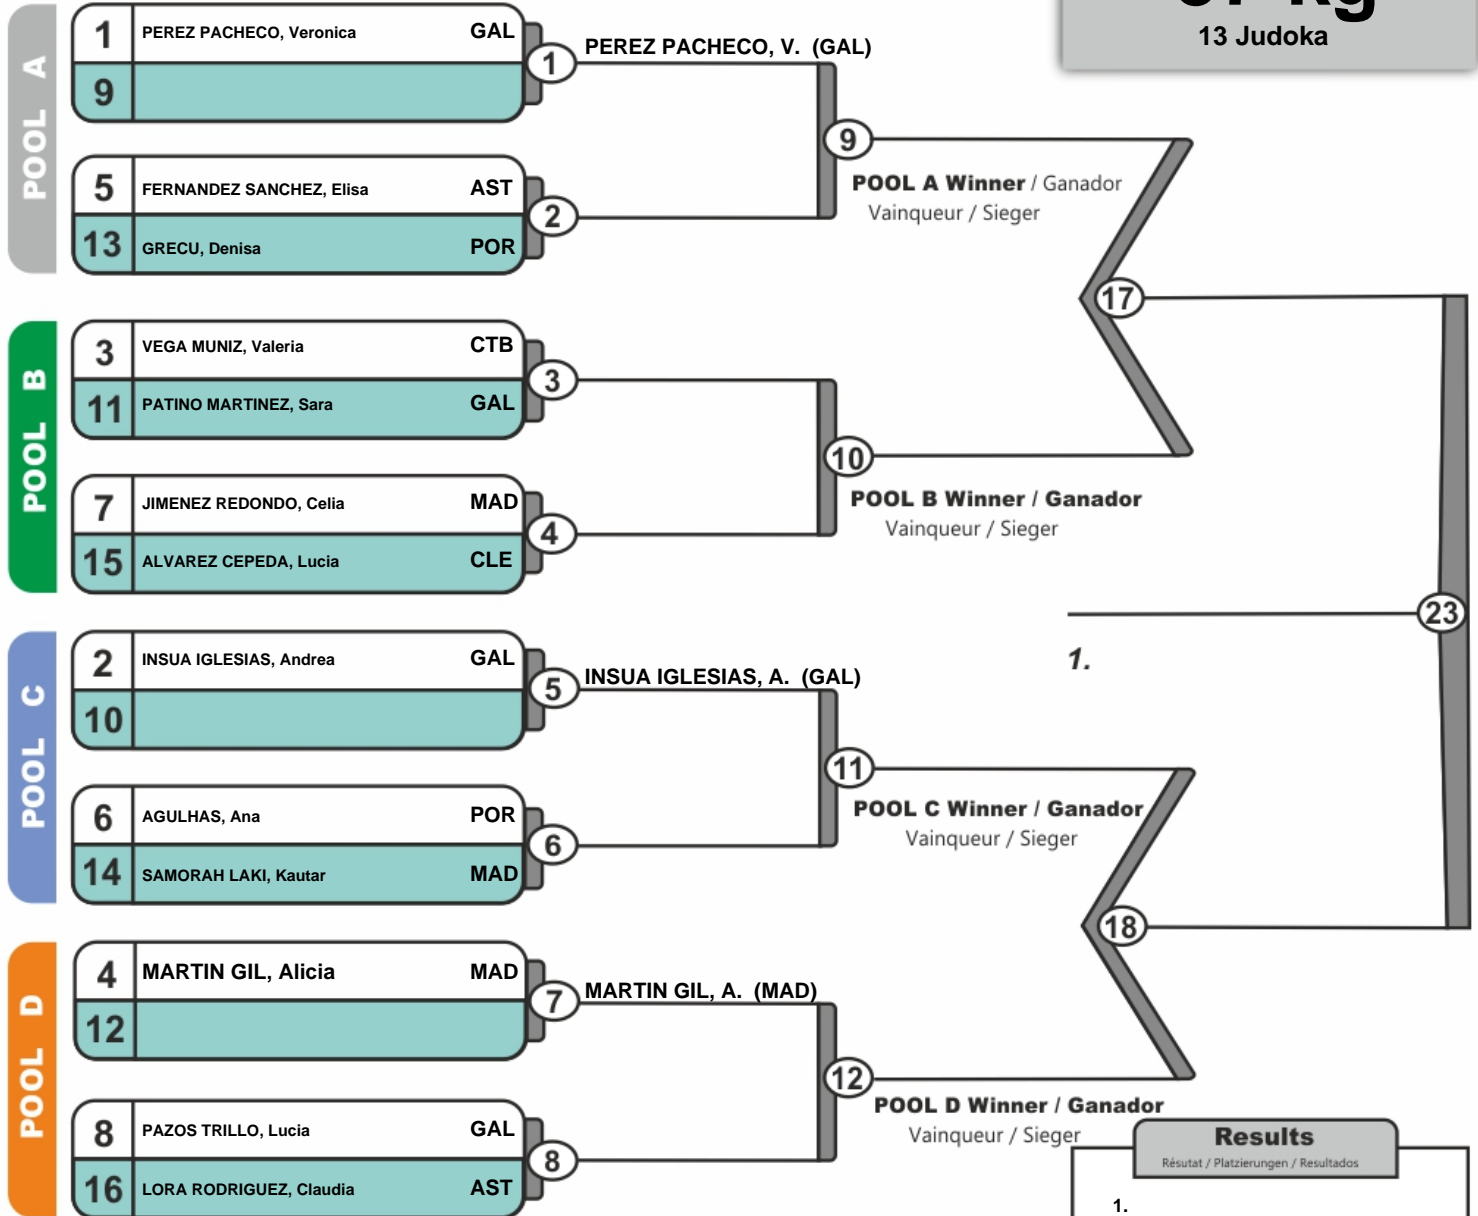 13 Judoka
POOL A
1 PEREZ PACHECO, Veronica GAL
9
1
PEREZ PACHECO, V. (GAL)
5 FERNANDEZ SANCHEZ, Elisa AST
13 GRECU, Denisa POR
2
9
POOL A Winner / Ganador
Vainqueur / Sieger
POOL B
3 VEGA MUNIZ, Valeria CTB
11 PATINO MARTINEZ, Sara GAL
3
7 JIMENEZ REDONDO, Celia MAD
15 ALVAREZ CEPEDA, Lucia CLE
4
10
POOL B Winner / Ganador
Vainqueur / Sieger
17
POOL C
2 INSUA IGLESIAS, Andrea GAL
10
5
INSUA IGLESIAS, A. (GAL)
6 AGULHAS, Ana POR
14 SAMORAH LAKI, Kautar MAD
6
11
POOL C Winner / Ganador
Vainqueur / Sieger
23
1.
POOL D
4 MARTIN GIL, Alicia MAD
12
7
MARTIN GIL, A. (MAD)
8 PAZOS TRILLO, Lucia GAL
16 LORA RODRIGUEZ, Claudia AST
8
12
POOL D Winner / Ganador
Vainqueur / Sieger
18
Results
Résutat / Platzierungen / Resultados
1.